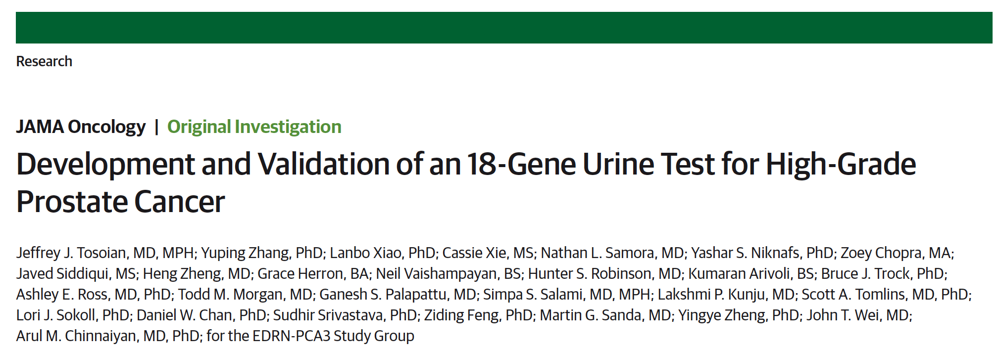 Research
JAMA Oncology | Original Investigation
Development and Validation of an 18-Gene Urine Test for High-Grade
Prostate Cancer
Jeffrey J. Tosoian, MD, MPH; Yuping Zhang, PhD; Lanbo Xiao, PhD; Cassie Xie, MS; Nathan L. Samora, MD; Yashar S. Niknafs, PhD; Zoey Chopra, MA;
Javed Siddiqui, MS; Heng Zheng, MD; Grace Herron, BA; Neil Vaishampayan, BS; Hunter S. Robinson, MD; Kumaran Arivoli, BS; Bruce J. Trock, PhD;
Ashley E. Ross, MD, PhD; Todd M. Morgan, MD; Ganesh S. Palapattu, MD; Simpa S. Salami, MD, MPH; Lakshmi P. Kunju, MD; Scott A. Tomlins, MD, PhD;
Lori J. Sokoll, PhD; Daniel W. Chan, PhD; Sudhir Srivastava, PhD; Ziding Feng, PhD; Martin G. Sanda, MD; Yingye Zheng, PhD; John T. Wei, MD;
Arul M. Chinnaiyan, MD, PhD; for the EDRN-PCA3 Study Group